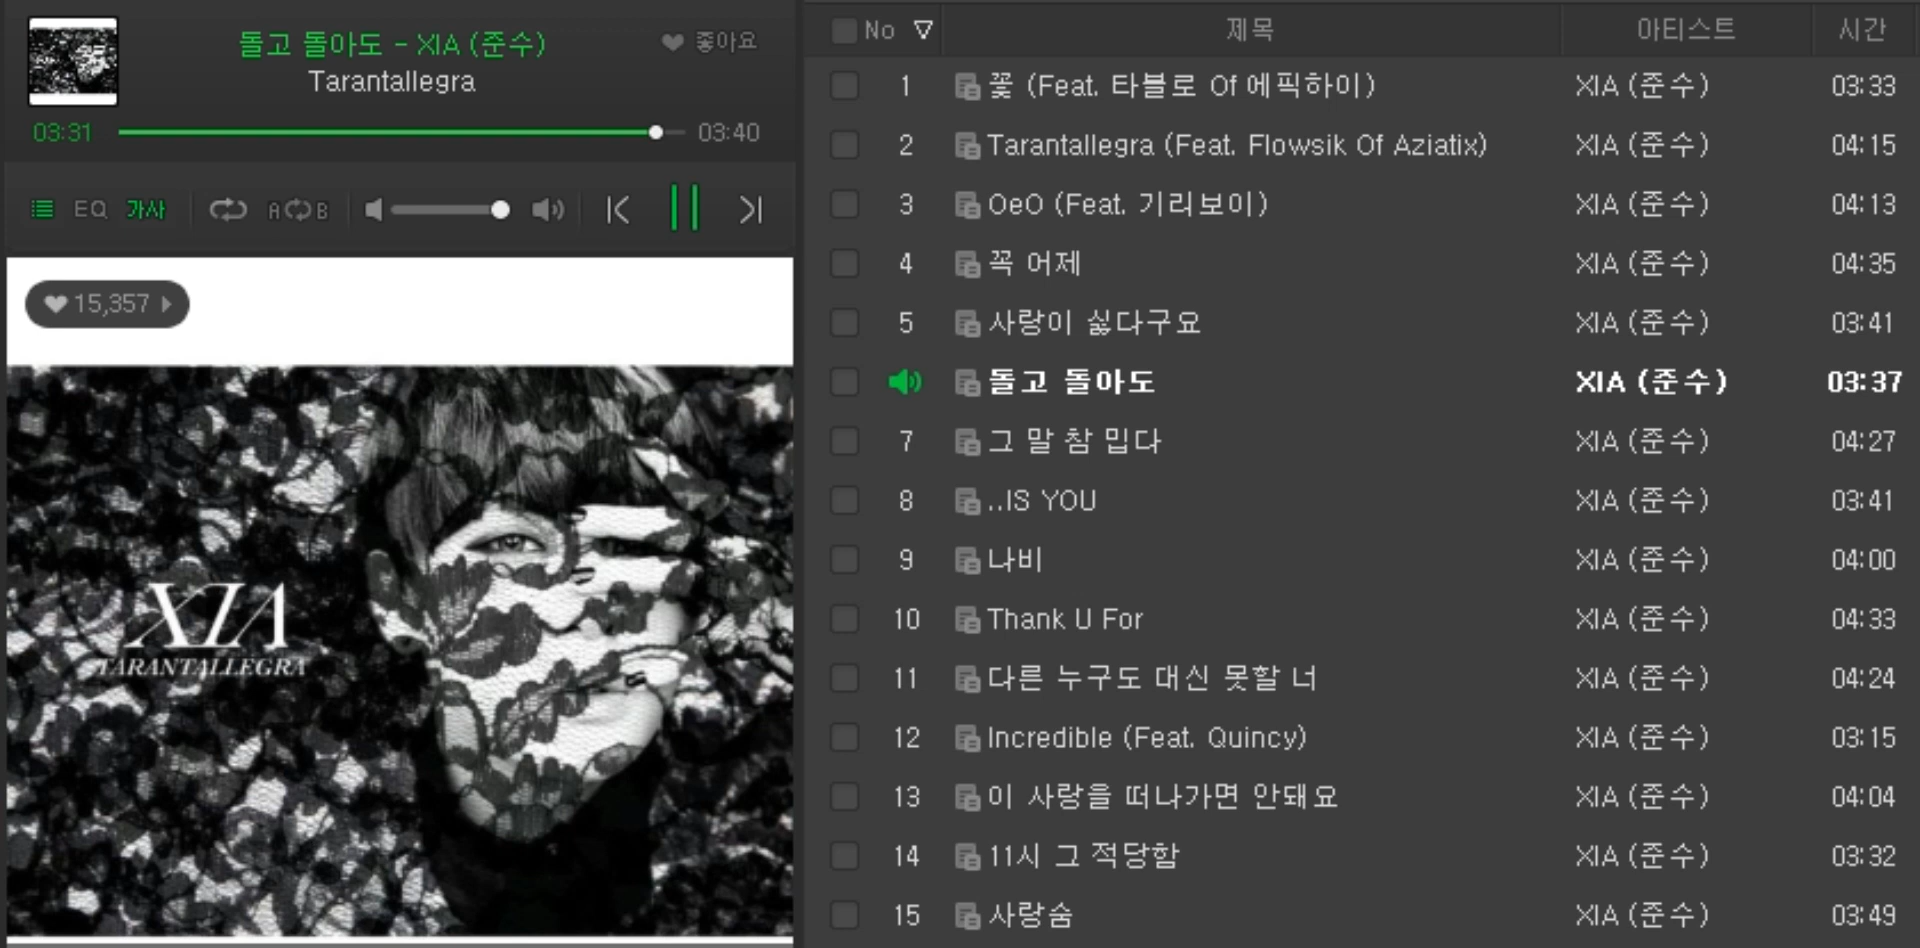 돌고 돌아도 - XIA (준수)
좋아요
Tarantallegra
03:31
03:40
EQ 가사
A B
15,357
XIA
TARANTALLEGRA
No 제목 아티스트 시간
1 꽃 (Feat. 타블로 Of 에픽하이) XIA (준수) 03:33
2 Tarantallegra (Feat. Flowsik Of Aziatix) XIA (준수) 04:15
3 OeO (Feat. 기리보이) XIA (준수) 04:13
4 꼭 어제 XIA (준수) 04:35
5 사랑이 싫다구요 XIA (준수) 03:41
돌고 돌아도 XIA (준수) 03:37
7 그 말 참 밉다 XIA (준수) 04:27
8 ..IS YOU XIA (준수) 03:41
9 나비 XIA (준수) 04:00
10 Thank U For XIA (준수) 04:33
11 다른 누구도 대신 못할 너 XIA (준수) 04:24
12 Incredible (Feat. Quincy) XIA (준수) 03:15
13 이 사랑을 떠나가면 안돼요 XIA (준수) 04:04
14 11시 그 적당함 XIA (준수) 03:32
15 사랑숨 XIA (준수) 03:49